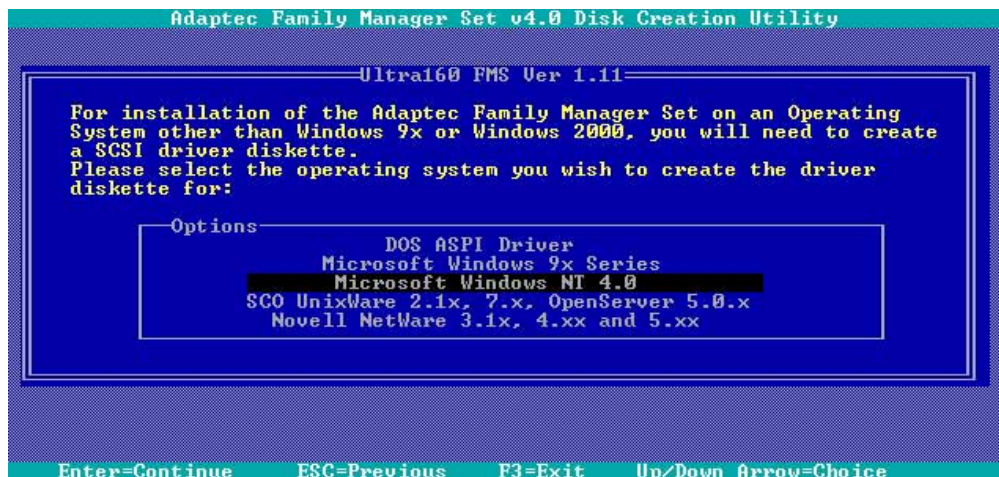 Adaptec Family Manager Set v4.0 Disk Creation Utility
Ultra160 FMS Ver 1.11
For installation of the Adaptec Family Manager Set on an Operating
System other than Windows 9x or Windows 2000, you will need to create
a SCSI driver diskette.
Please select the operating system you wish to create the driver
diskette for:
Options
DOS ASPI Driver
Microsoft Windows 9x Series
Microsoft Windows NT 4.0
SCO UnixWare 2.1x, 7.x, OpenServer 5.0.x
Novell NetWare 3.1x, 4.xx and 5.xx
Enter=Continue ESC=Previous F3=Exit Up/Down Arrow=Choice